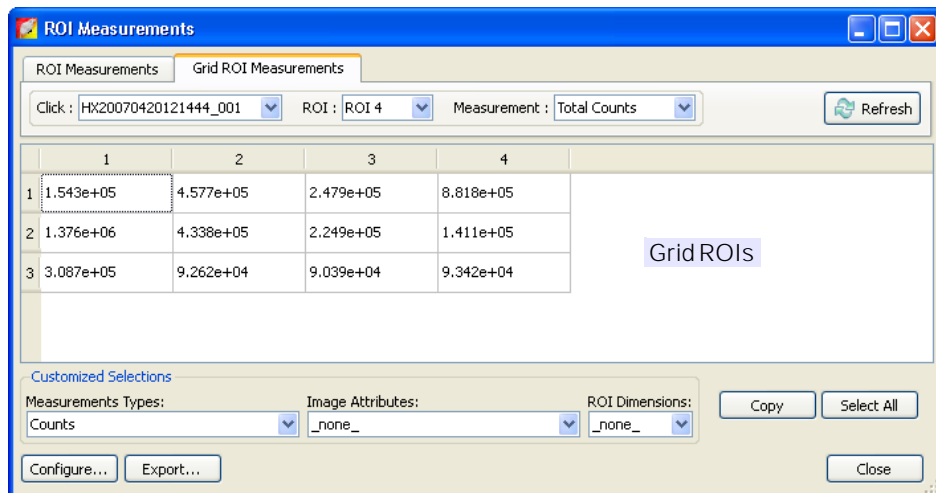 ROI Measurements
ROI Measurements Grid ROI Measurements
Click : HX20070420121444_001 ROI : ROI 4 Measurement : Total Counts Refresh
1 2 3 4
1 1.543e+05 4.577e+05 2.479e+05 8.818e+05
2 1.376e+06 4.338e+05 2.249e+05 1.411e+05
Grid ROIs
3 3.087e+05 9.262e+04 9.039e+04 9.342e+04
Customized Selections
Measurements Types: Image Attributes: ROI Dimensions:
Counts _none_ _none_ Copy Select All
Configure... Export... Close